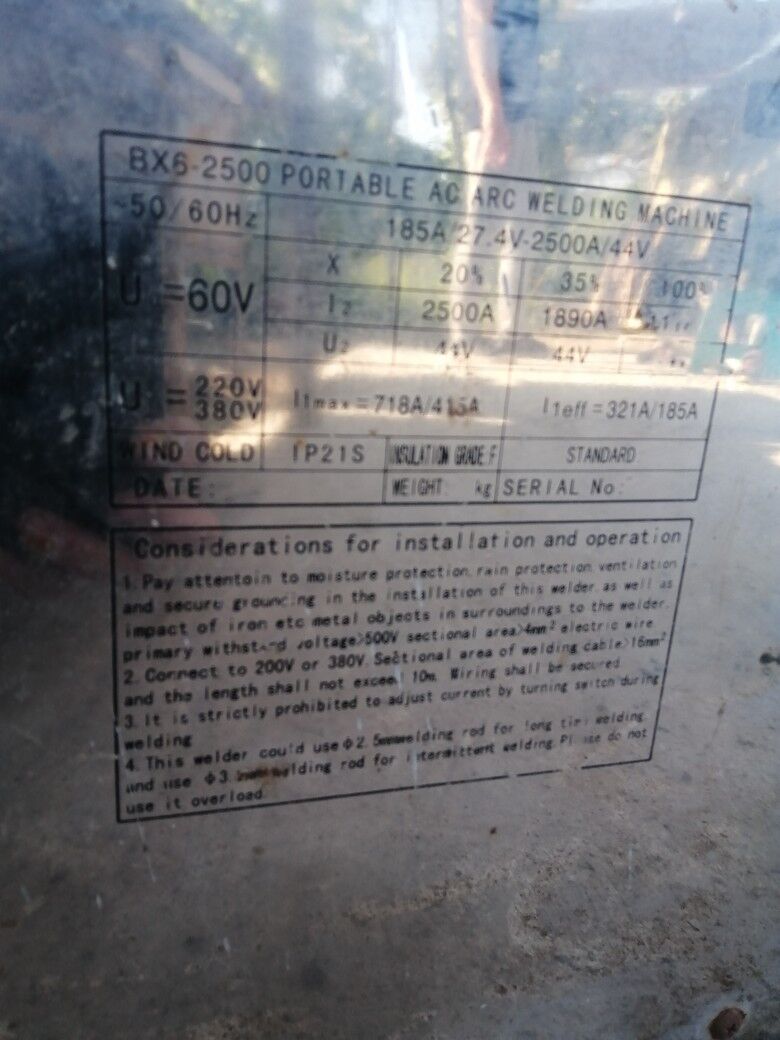 BX6-2500 PORTABLE AC ARC WELDING MACHINE
~50/60Hz 185A/27.4V-2500A/44V
X 20% 35% 100%
U =60V I2 2500A 1890A
U2 44V 44V
U = 220V 380V I1max=718A/415A I1eff=321A/185A
WIND COLD IP21S INSULATION GRADE:F STANDARD
DATE: WEIGHT: kg SERIAL No:
Considerations for installation and operation
1. Pay attentoin to moisture protection, rain protection, ventilation
and secure grounding in the installation of this welder, as well as
impact of iron etc metal objects in surroundings to the welder.
primary withstand voltage>500V sectional area>4mm² electric wire
2. Connect to 200V or 380V. Sectional area of welding cable>16mm²
and the length shall not exceed 10m. Wiring shall be secured
3. It is strictly prohibited to adjust current by turning switch during
welding
4. This welder could use Φ2.5mm welding rod for long time welding
and use Φ3. welding rod for intermittent welding. Please do not
use it overload.